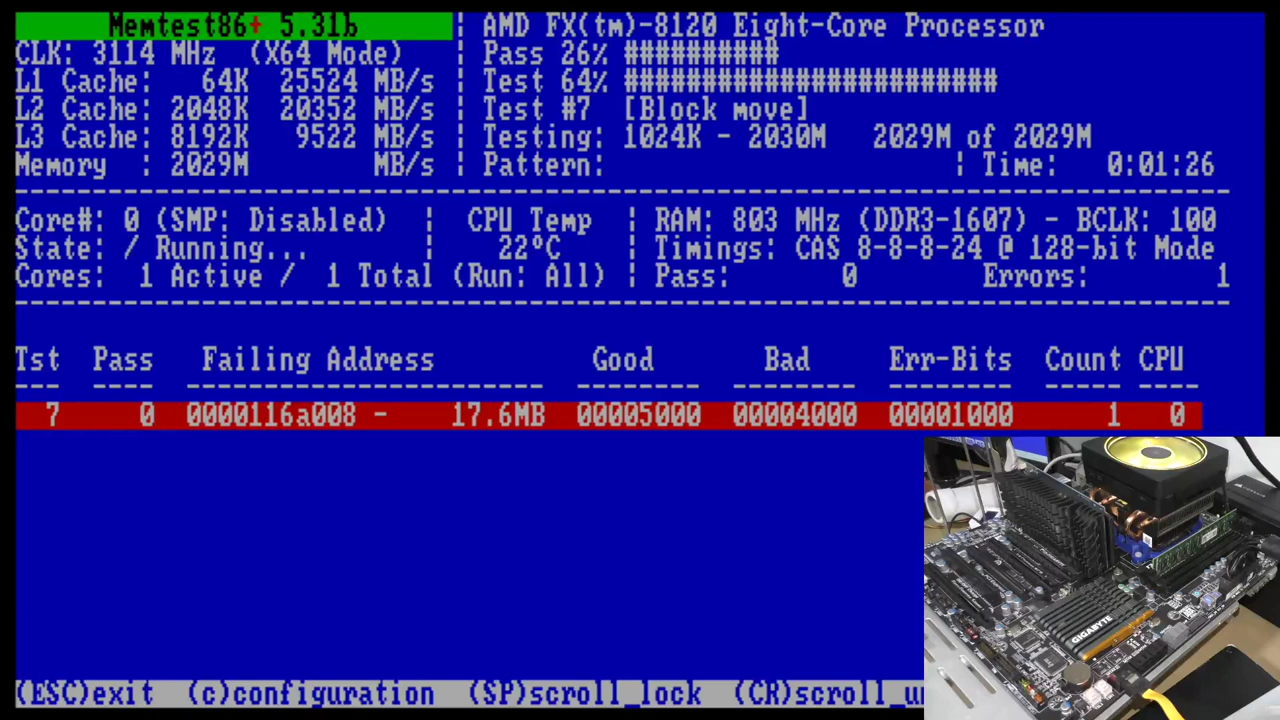 Memtest86+ 5.31b | AMD FX(tm)-8120 Eight-Core Processor
CLK: 3114 MHz (X64 Mode) | Pass 26% ##########
L1 Cache: 64K 25524 MB/s | Test 64% ########################
L2 Cache: 2048K 20352 MB/s | Test #7 [Block move]
L3 Cache: 8192K 9522 MB/s | Testing: 1024K - 2030M 2029M of 2029M
Memory : 2029M MB/s | Pattern: | Time: 0:01:26
Core#: 0 (SMP: Disabled) | CPU Temp | RAM: 803 MHz (DDR3-1607) - BCLK: 100
State: / Running... | 22°C | Timings: CAS 8-8-8-24 @ 128-bit Mode
Cores: 1 Active / 1 Total (Run: All) | Pass: 0 Errors: 1
Tst Pass Failing Address Good Bad Err-Bits Count CPU
7 0 0000116a008 - 17.6MB 00005000 00004000 00001000 1 0
(ESC)exit (c)configuration (SP)scroll_lock (CR)scroll_un
GIGABYTE